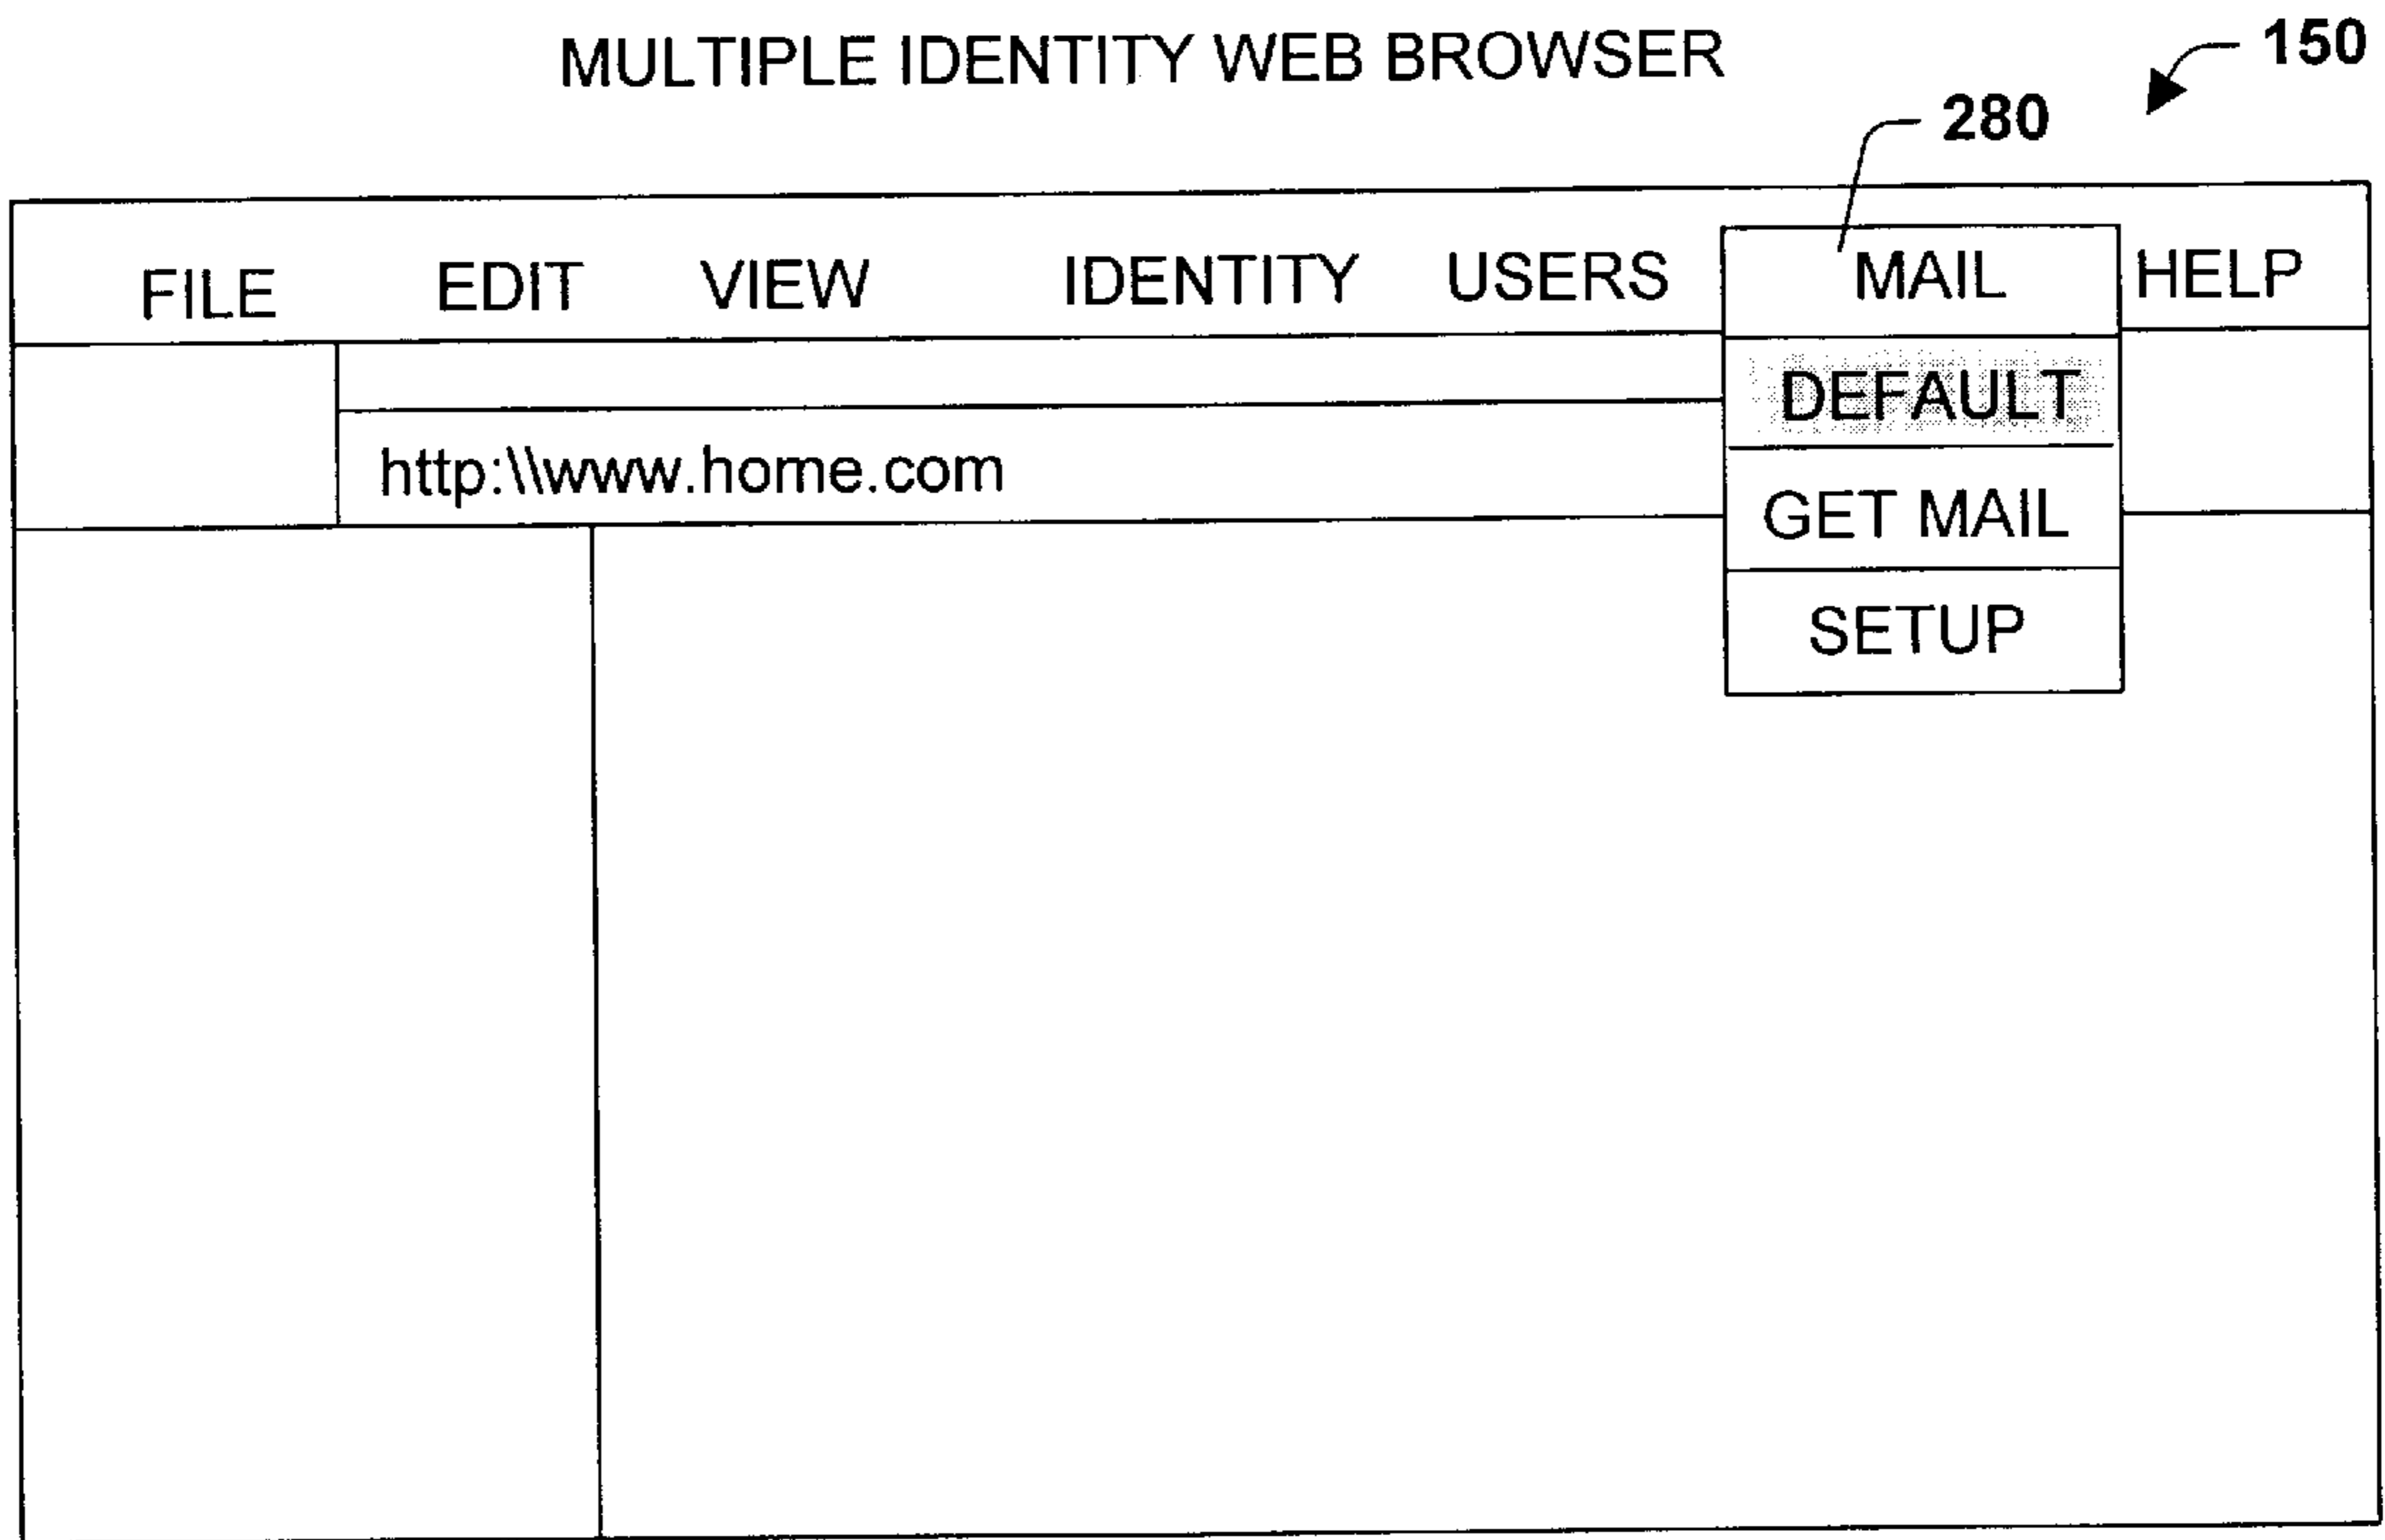 MULTIPLE IDENTITY WEB BROWSER
150
280
FILE EDIT VIEW IDENTITY USERS MAIL HELP
DEFAULT
http:\\www.home.com
GET MAIL
SETUP